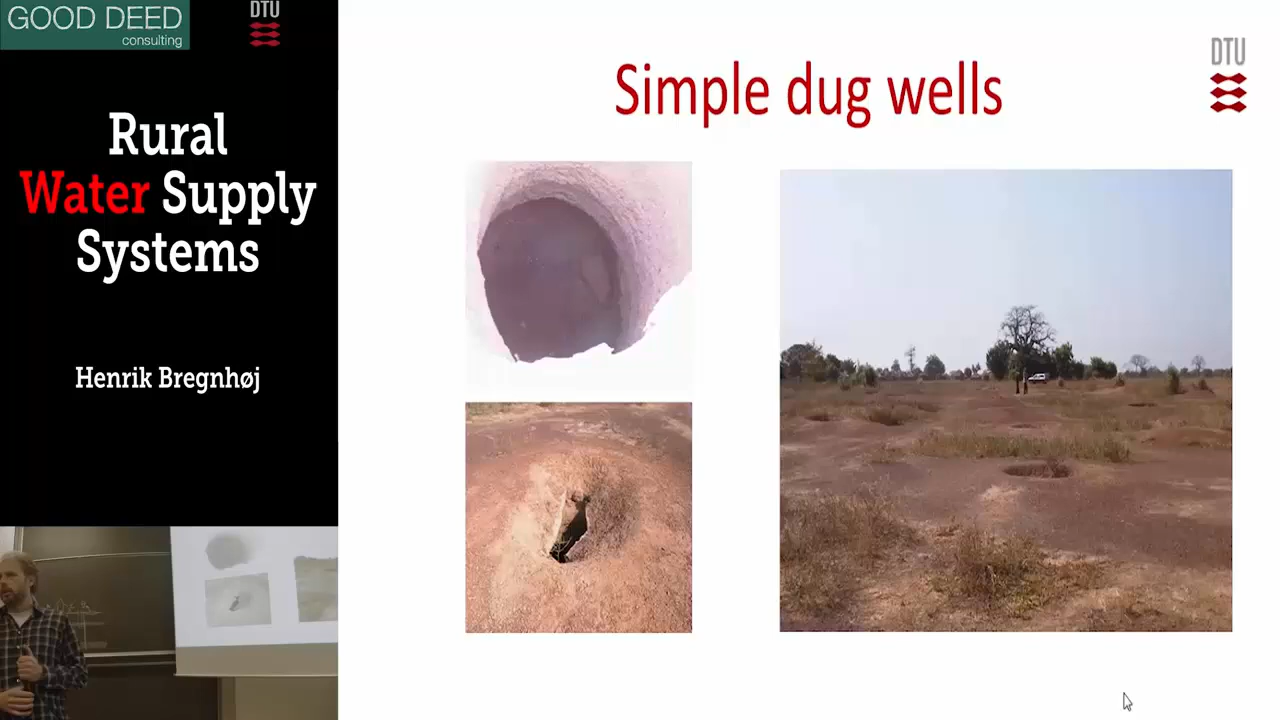 GOOD DEED
consulting
DTU
Rural
Water Supply
Systems
Henrik Bregnhøj
Simple dug wells
DTU